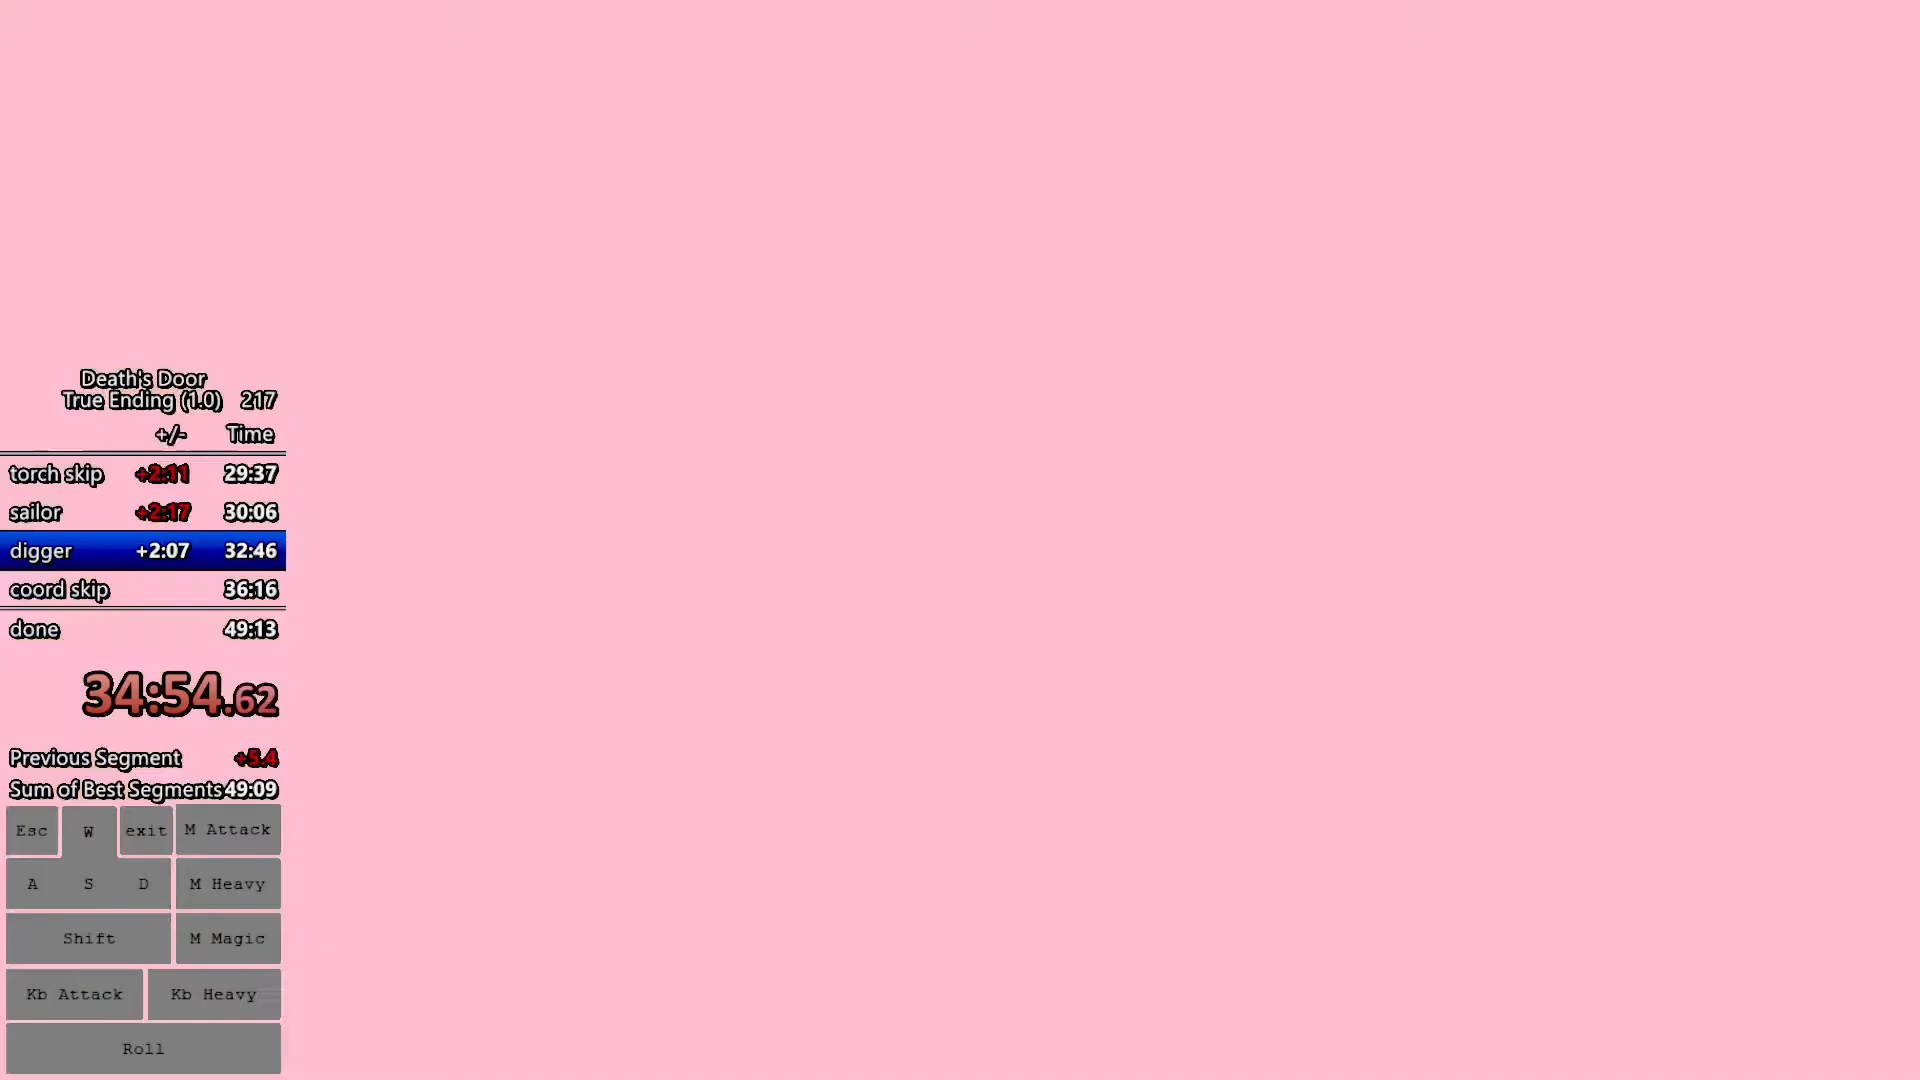 Death's Door
True Ending (1.0) 217
+/- Time
torch skip +2:11 29:37
sailor +2:17 30:06
digger +2:07 32:46
coord skip 36:16
done 49:13
34:54.62
Previous Segment +5.4
Sum of Best Segments 49:09
Esc W exit M Attack
A S D M Heavy
Shift M Magic
Kb Attack Kb Heavy
Roll